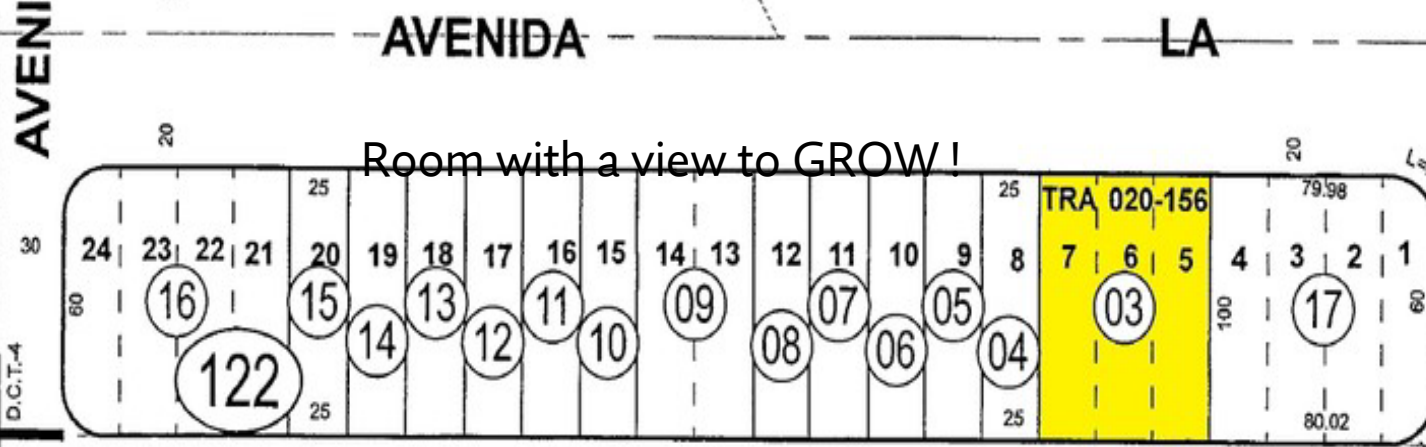 AVENI
AVENIDA LA
20 20
Room with a view to GROW!
25 25 79.98
TRA 020-156
30 24 23 22 21 20 19 18 17 16 15 14 13 12 11 10 9 8 7 6 5 4 3 2 1
60 16 15 14 13 12 11 10 09 08 07 06 05 04 03 100 17 60
122
D.C.T.-4
25 25 80.02